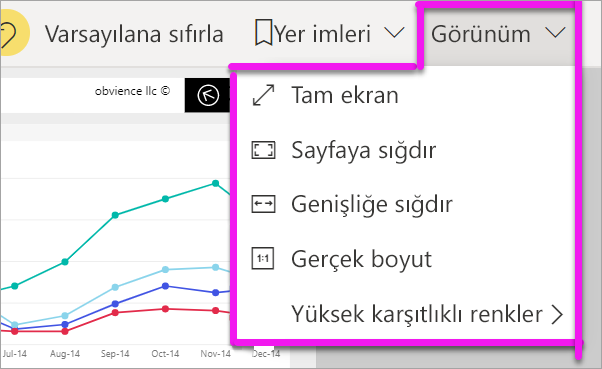 Varsayılana sıfırla
Yer imleri
Görünüm
obvience llc ©
Tam ekran
Sayfaya sığdır
Genişliğe sığdır
1:1
Gerçek boyut
Yüksek karşıtlıklı renkler
Jul-14 Aug-14 Sep-14 Oct-14 Nov-14 Dec-14